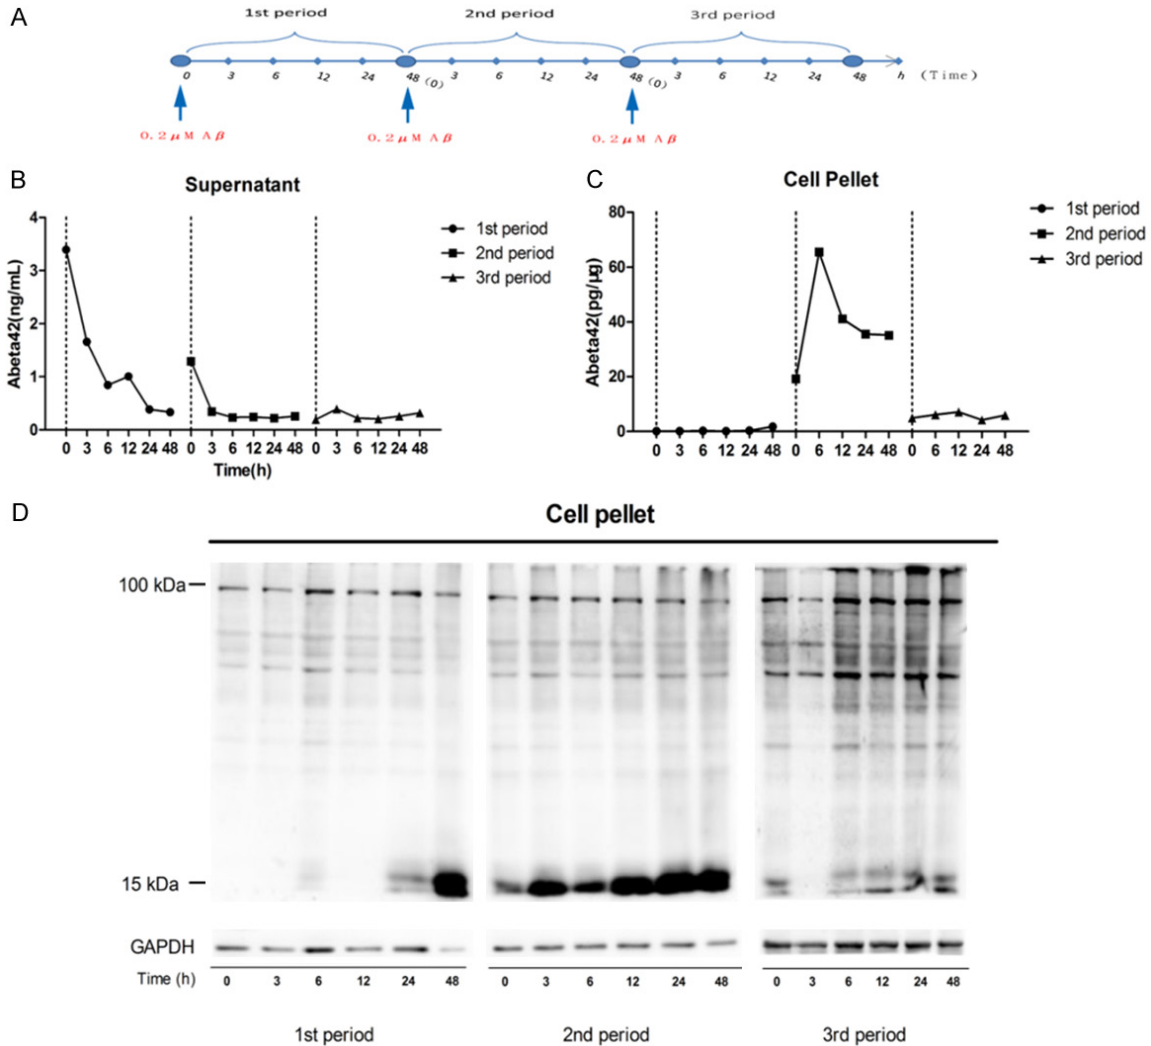 A
1st period
2nd period
3rd period
0 3 6 12 24 48 (0) 3 6 12 24 48 (0) 3 6 12 24 48 h (Time)
0. 2 μ M A β
0. 2 μ M A β
0. 2 μ M A β
B
Supernatant
Abeta42(ng/mL)
4
3
2
1
0
0 3 6 12 24 48 0 3 6 12 24 48 0 3 6 12 24 48
Time(h)
1st period
2nd period
3rd period
C
Cell Pellet
Abeta42(pg/μg)
80
60
40
20
0
0 3 6 12 24 48 0 6 12 24 48 0 6 12 24 48
1st period
2nd period
3rd period
D
Cell pellet
100 kDa
15 kDa
GAPDH
Time (h) 0 3 6 12 24 48 0 3 6 12 24 48 0 3 6 12 24 48
1st period 2nd period 3rd period